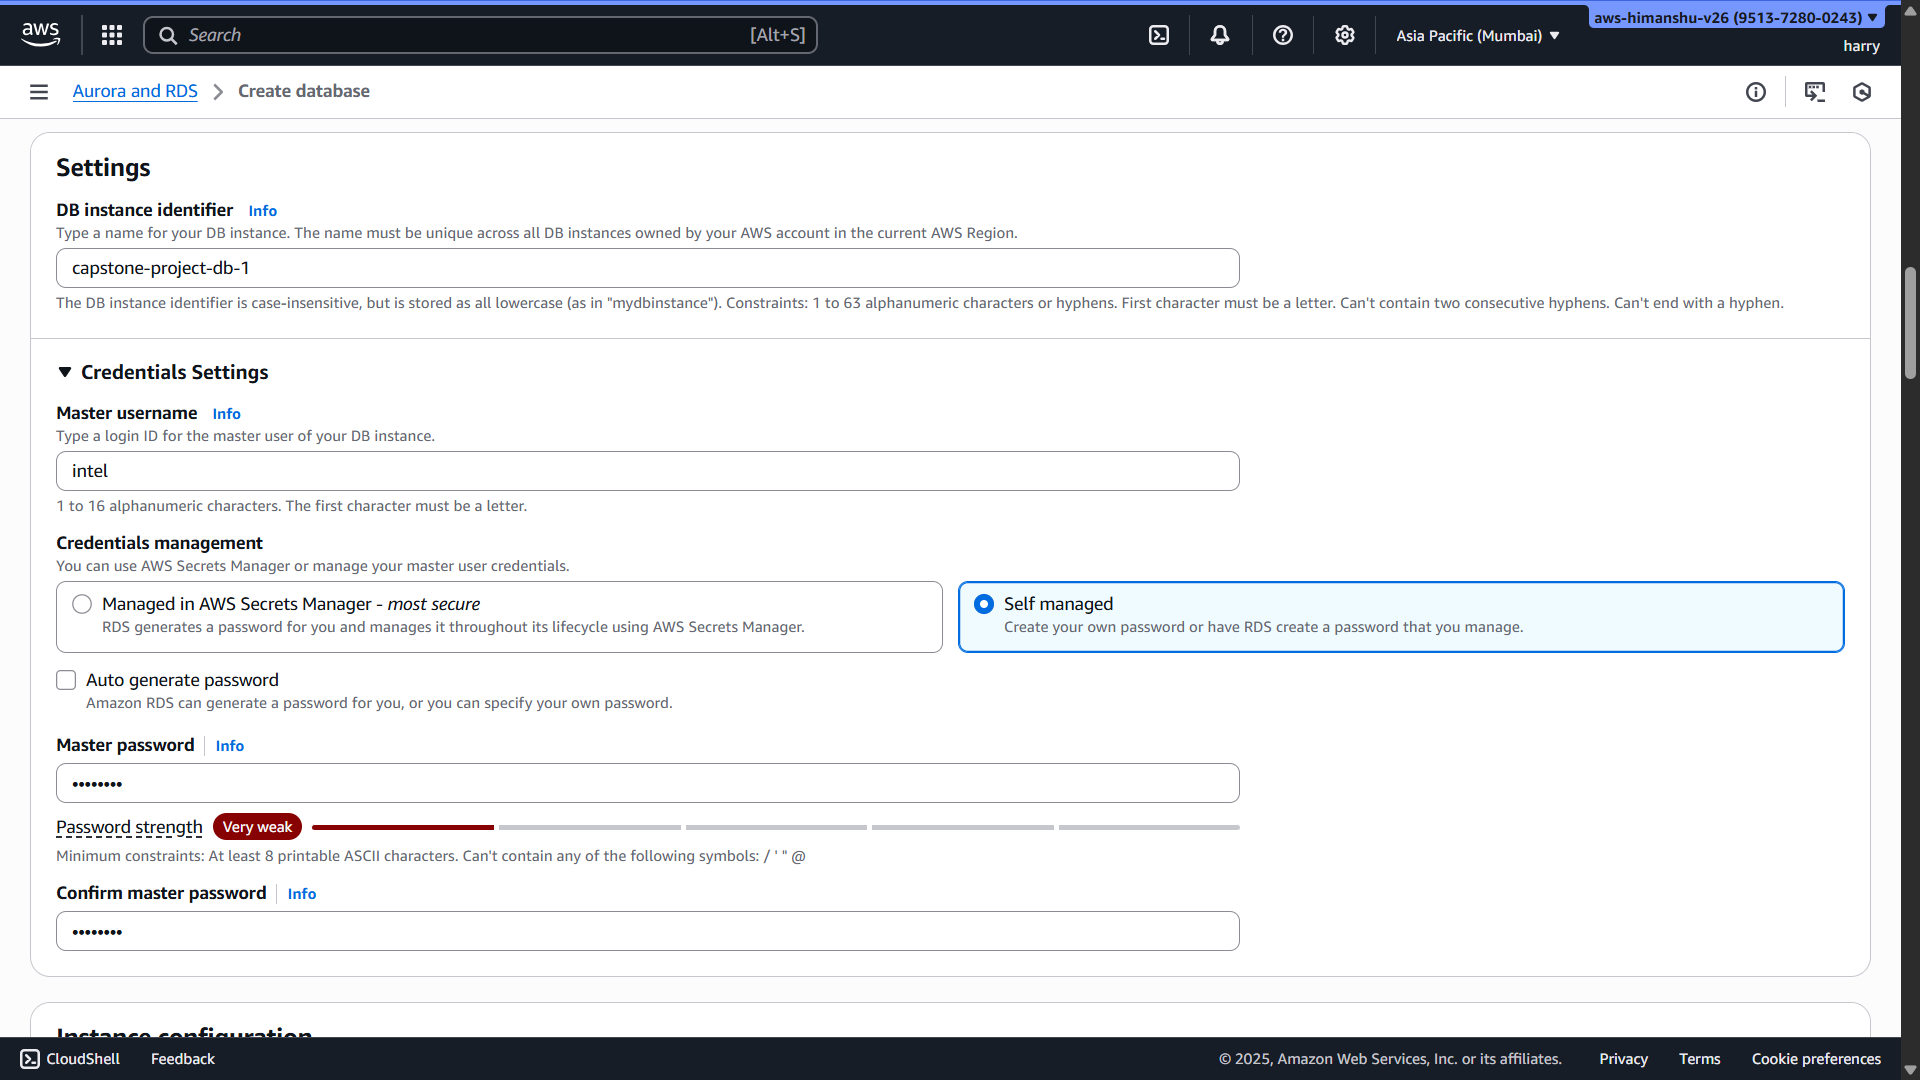 aws
Search
[Alt+S]
Asia Pacific (Mumbai)
aws-himanshu-v26 (9513-7280-0243)
harry
Aurora and RDS
Create database
Settings
DB instance identifier Info
Type a name for your DB instance. The name must be unique across all DB instances owned by your AWS account in the current AWS Region.
capstone-project-db-1
The DB instance identifier is case-insensitive, but is stored as all lowercase (as in "mydbinstance"). Constraints: 1 to 63 alphanumeric characters or hyphens. First character must be a letter. Can't contain two consecutive hyphens. Can't end with a hyphen.
Credentials Settings
Master username Info
Type a login ID for the master user of your DB instance.
intel
1 to 16 alphanumeric characters. The first character must be a letter.
Credentials management
You can use AWS Secrets Manager or manage your master user credentials.
Managed in AWS Secrets Manager - most secure
RDS generates a password for you and manages it throughout its lifecycle using AWS Secrets Manager.
Self managed
Create your own password or have RDS create a password that you manage.
Auto generate password
Amazon RDS can generate a password for you, or you can specify your own password.
Master password Info
••••••••
Password strength Very weak
Minimum constraints: At least 8 printable ASCII characters. Can't contain any of the following symbols: / ' " @
Confirm master password Info
••••••••
Instance configuration
CloudShell
Feedback
© 2025, Amazon Web Services, Inc. or its affiliates.
Privacy
Terms
Cookie preferences